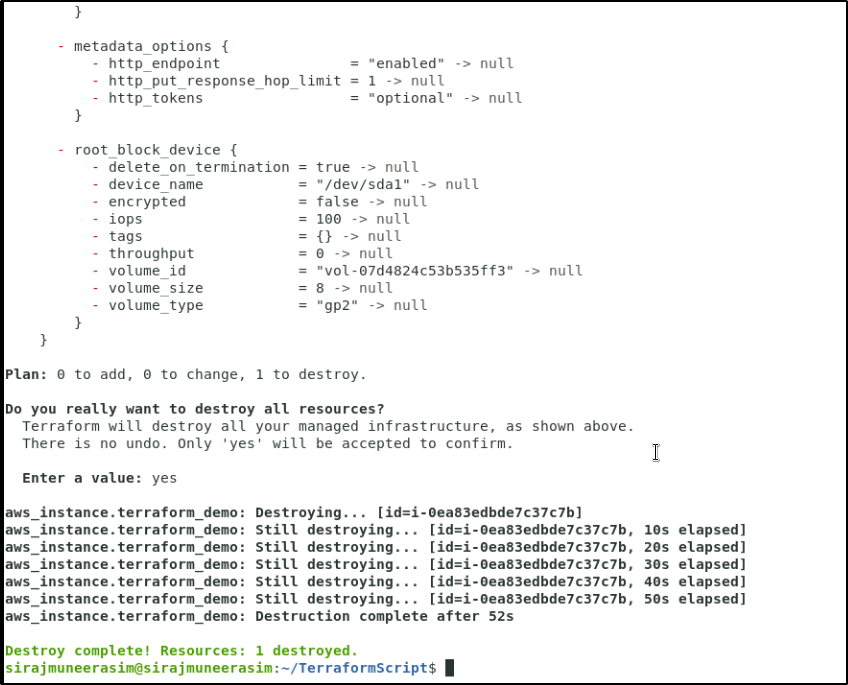 }

      - metadata_options {
          - http_endpoint               = "enabled" -> null
          - http_put_response_hop_limit = 1 -> null
          - http_tokens                 = "optional" -> null
        }

      - root_block_device {
          - delete_on_termination = true -> null
          - device_name           = "/dev/sda1" -> null
          - encrypted             = false -> null
          - iops                  = 100 -> null
          - tags                  = {} -> null
          - throughput            = 0 -> null
          - volume_id             = "vol-07d4824c53b535ff3" -> null
          - volume_size           = 8 -> null
          - volume_type           = "gp2" -> null
        }
    }

Plan: 0 to add, 0 to change, 1 to destroy.

Do you really want to destroy all resources?
  Terraform will destroy all your managed infrastructure, as shown above.
  There is no undo. Only 'yes' will be accepted to confirm.

  Enter a value: yes

aws_instance.terraform_demo: Destroying... [id=i-0ea83edbde7c37c7b]
aws_instance.terraform_demo: Still destroying... [id=i-0ea83edbde7c37c7b, 10s elapsed]
aws_instance.terraform_demo: Still destroying... [id=i-0ea83edbde7c37c7b, 20s elapsed]
aws_instance.terraform_demo: Still destroying... [id=i-0ea83edbde7c37c7b, 30s elapsed]
aws_instance.terraform_demo: Still destroying... [id=i-0ea83edbde7c37c7b, 40s elapsed]
aws_instance.terraform_demo: Still destroying... [id=i-0ea83edbde7c37c7b, 50s elapsed]
aws_instance.terraform_demo: Destruction complete after 52s

Destroy complete! Resources: 1 destroyed.
sirajmuneerasim@sirajmuneerasim:~/TerraformScript$